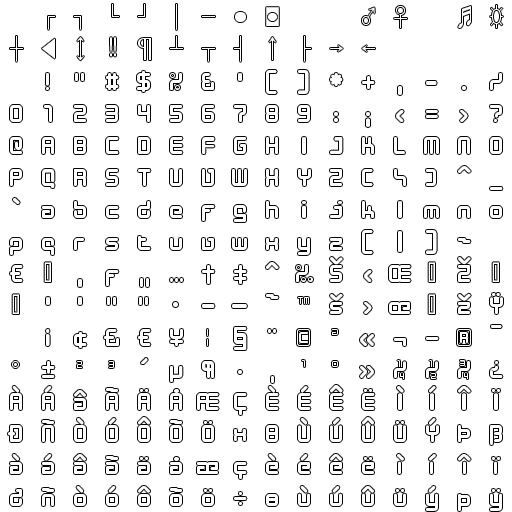 ┌ ┐ └ ┘ │ ─ ○ ◙ ♂ ♀ ♫ ☼
┼ ◄ ↕ ‼ ¶ ┴ ┬ ┤ ↑ ├ → ←
! " # $ % & ' ( ) * + , - . /
0 1 2 3 4 5 6 7 8 9 : ; < = > ?
@ A B C D E F G H I J K L M N O
P Q R S T U V W X Y Z [ \ ] ^ _
` a b c d e f g h i j k l m n o
p q r s t u v w x y z { | } ~
€ ‚ ƒ „ … † ‡ ˆ ‰ Š ‹ Œ Ž
‘ ’ “ ” • – — ˜ ™ š › œ ž Ÿ
¡ ¢ £ ¤ ¥ ¦ § ¨ © ª « ¬ - ® ¯
° ± ² ³ ´ µ ¶ · ¸ ¹ º » ¼ ½ ¾ ¿
À Á Â Ã Ä Å Æ Ç È É Ê Ë Ì Í Î Ï
Ð Ñ Ò Ó Ô Õ Ö × Ø Ù Ú Û Ü Ý Þ ß
à á â ã ä å æ ç è é ê ë ì í î ï
ð ñ ò ó ô õ ö ÷ ø ù ú û ü ý þ ÿ